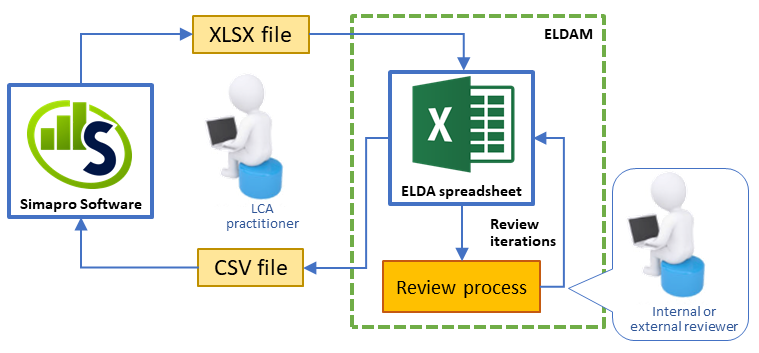 XLSX file
ELDAM
X
S
Simapro Software
ELDA spreadsheet
LCA
practitioner
Review
iterations
CSV file
Review process
Internal or
external reviewer